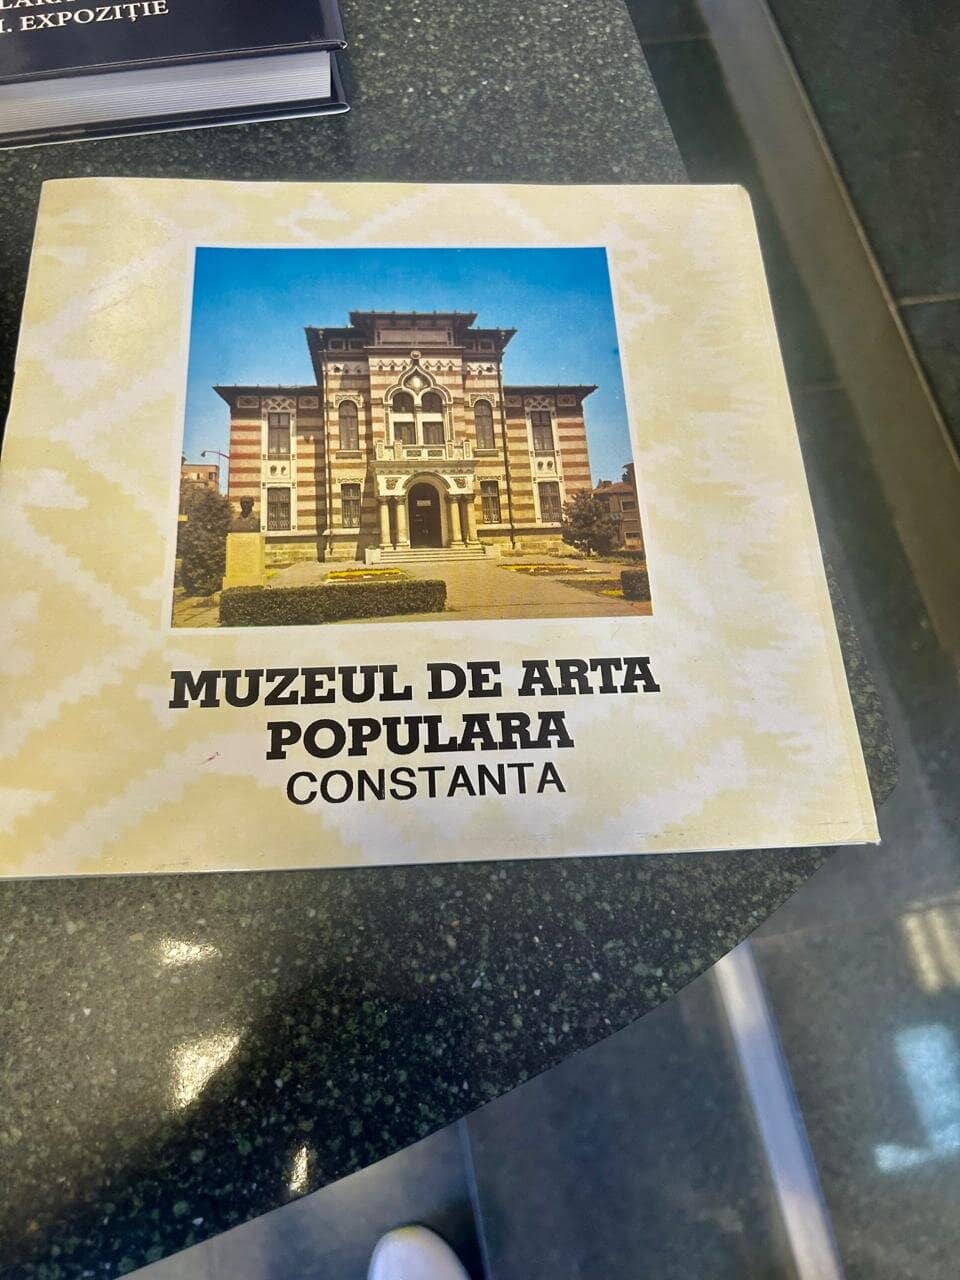 I. EXPOZIȚIE
MUZEUL DE ARTA
POPULARA
CONSTANTA